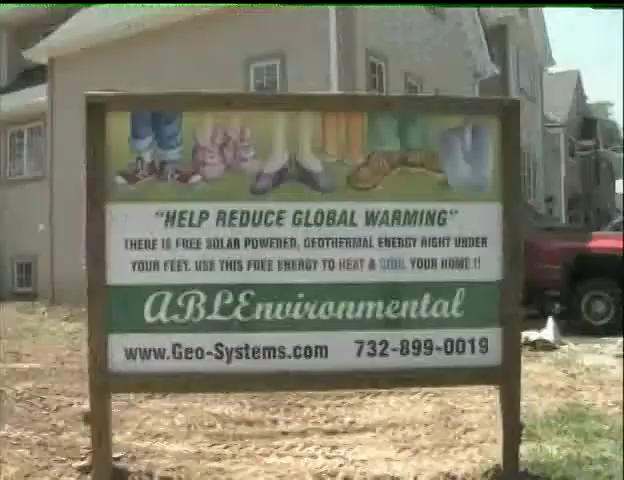 "HELP REDUCE GLOBAL WARMING"
THERE IS FREE SOLAR POWERED, GEOTHERMAL ENERGY RIGHT UNDER
YOUR FEET. USE THIS FREE ENERGY TO HEAT & COOL YOUR HOME !!
ABLEnvironmental
www.Geo-Systems.com 732-899-0019